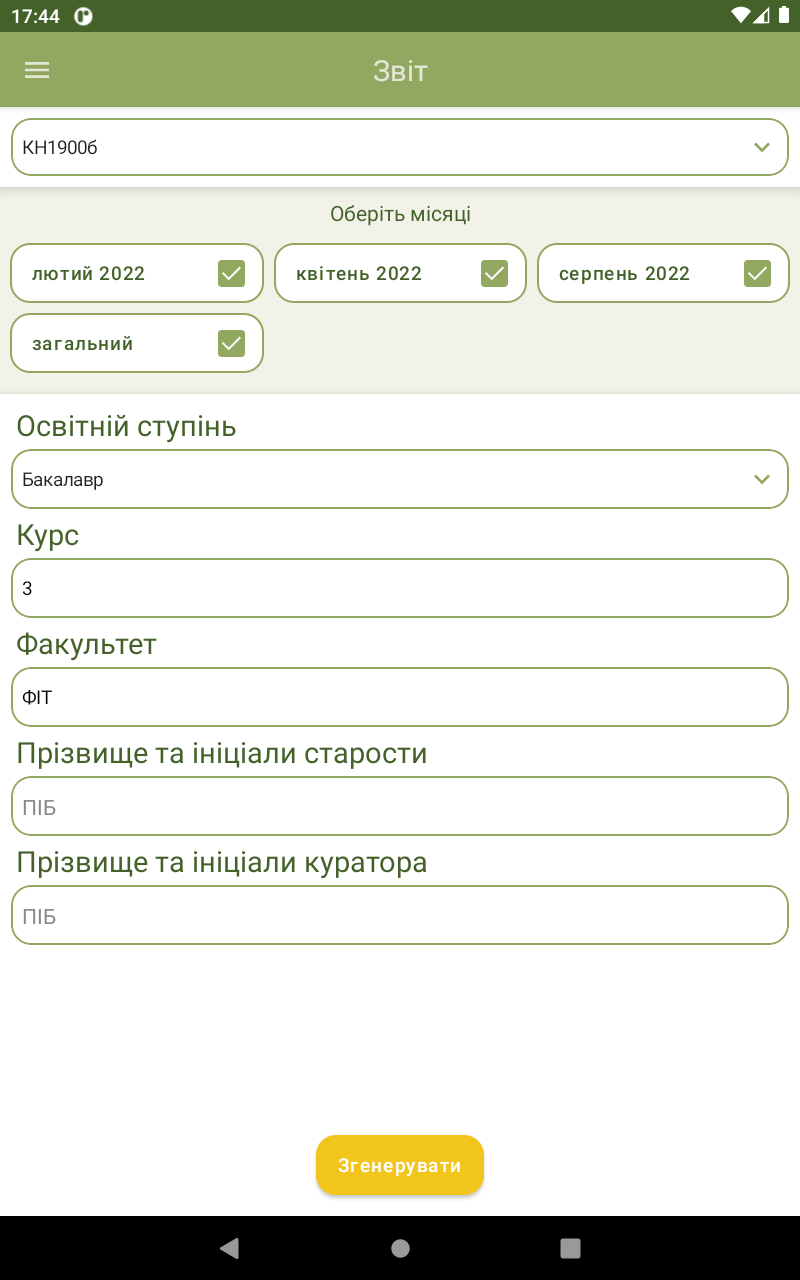 17:44
Звіт
КН1900б
Оберіть місяці
лютий 2022
квітень 2022
серпень 2022
загальний
Освітній ступінь
Бакалавр
Курс
3
Факультет
ФІТ
Прізвище та ініціали старости
ПІБ
Прізвище та ініціали куратора
ПІБ
Згенерувати